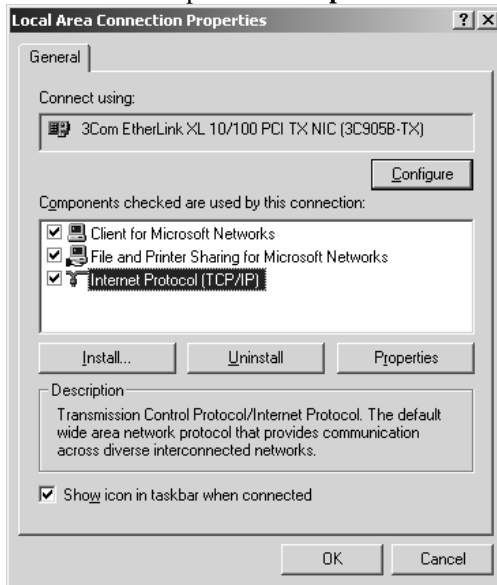 Local Area Connection Properties
? X
General
Connect using:
3Com EtherLink XL 10/100 PCI TX NIC (3C905B-TX)
Configure
Components checked are used by this connection:
Client for Microsoft Networks
File and Printer Sharing for Microsoft Networks
Internet Protocol (TCP/IP)
Install... Uninstall Properties
Description
Transmission Control Protocol/Internet Protocol. The default
wide area network protocol that provides communication
across diverse interconnected networks.
Show icon in taskbar when connected
OK Cancel